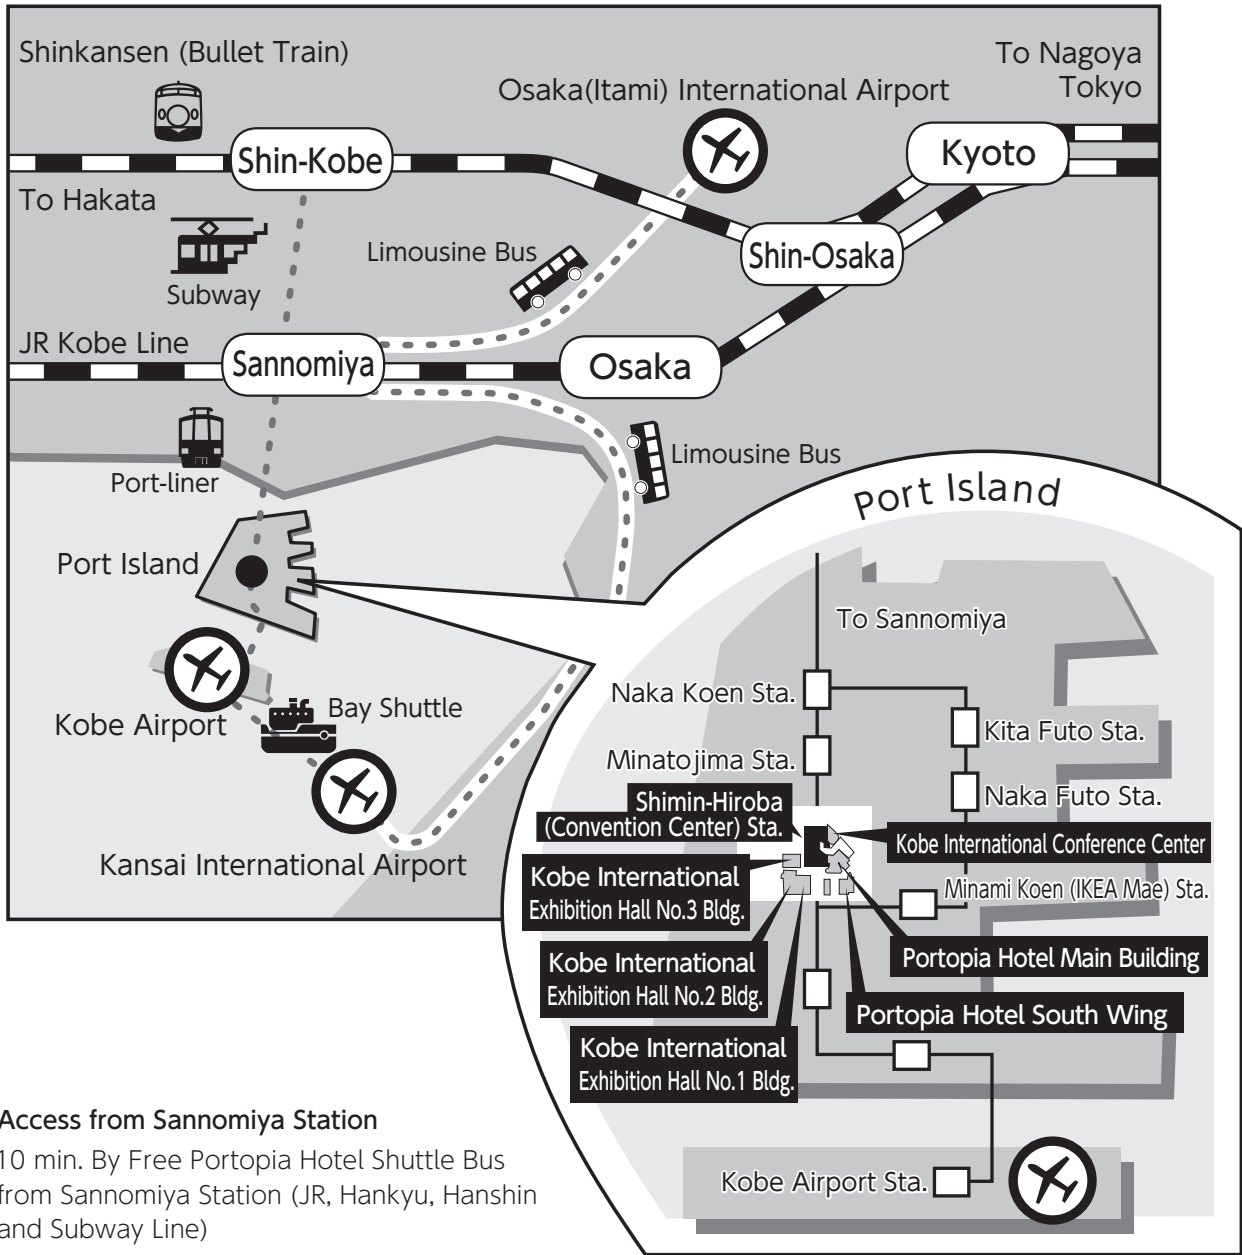 Shinkansen (Bullet Train)
To Nagoya
Tokyo
Osaka(Itami) International Airport
Shin-Kobe
Kyoto
To Hakata
Limousine Bus
Shin-Osaka
Subway
JR Kobe Line
Sannomiya
Osaka
Limousine Bus
Port-liner
Port Island
Port Island
Kobe Airport
Bay Shuttle
Kansai International Airport
To Sannomiya
Naka Koen Sta.
Kita Futo Sta.
Minatojima Sta.
Naka Futo Sta.
Shimin-Hiroba
(Convention Center) Sta.
Kobe International Conference Center
Kobe International
Exhibition Hall No.3 Bldg.
Minami Koen (IKEA Mae) Sta.
Kobe International
Exhibition Hall No.2 Bldg.
Portopia Hotel Main Building
Portopia Hotel South Wing
Kobe International
Exhibition Hall No.1 Bldg.
Kobe Airport Sta.
Access from Sannomiya Station
10 min. By Free Portopia Hotel Shuttle Bus
from Sannomiya Station (JR, Hankyu, Hanshin
and Subway Line)